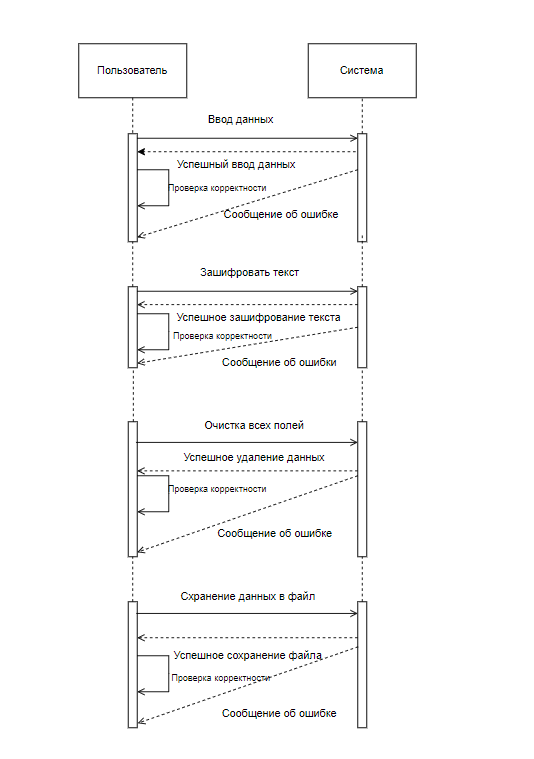 Пользователь
Система
Ввод данных
Успешный ввод данных
Проверка корректности
Сообщение об ошибке
Зашифровать текст
Успешное зашифрование текста
Проверка корректности
Сообщение об ошибки
Очистка всех полей
Успешное удаление данных
Проверка корректности
Сообщение об ошибке
Схранение данных в файл
Успешное сохранение файла
Проверка корректности
Сообщение об ошибке